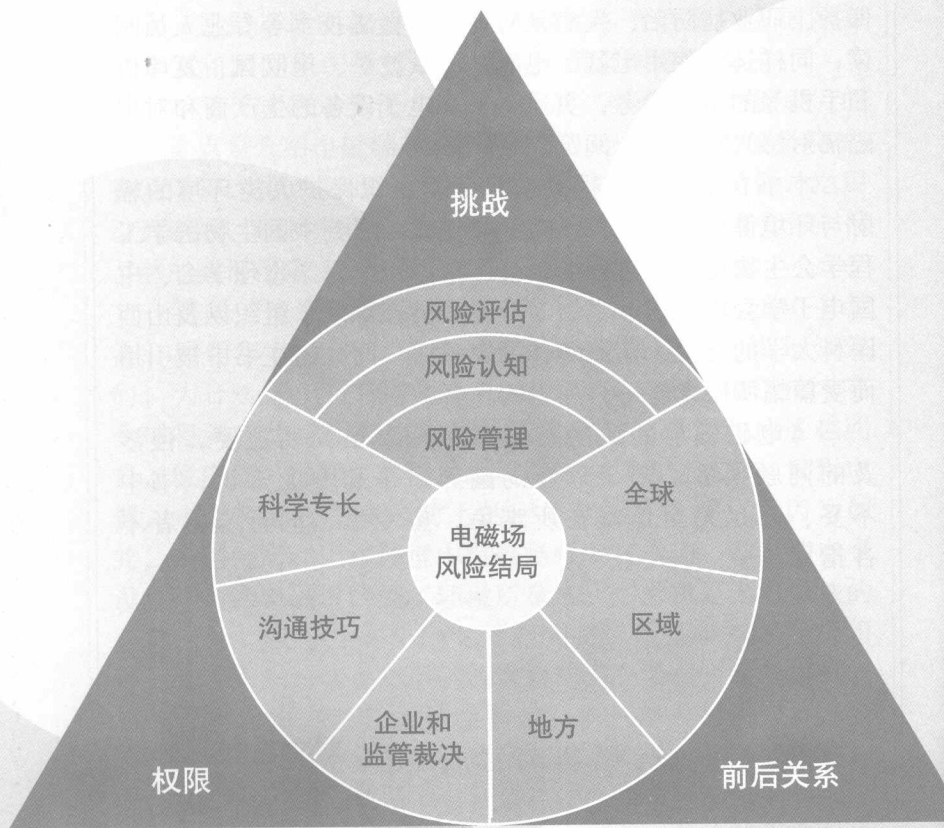 挑战
风险评估
风险认知
风险管理
科学专长
全球
电磁场
风险结局
沟通技巧
区域
企业和
监管裁决
地方
权限
前后关系